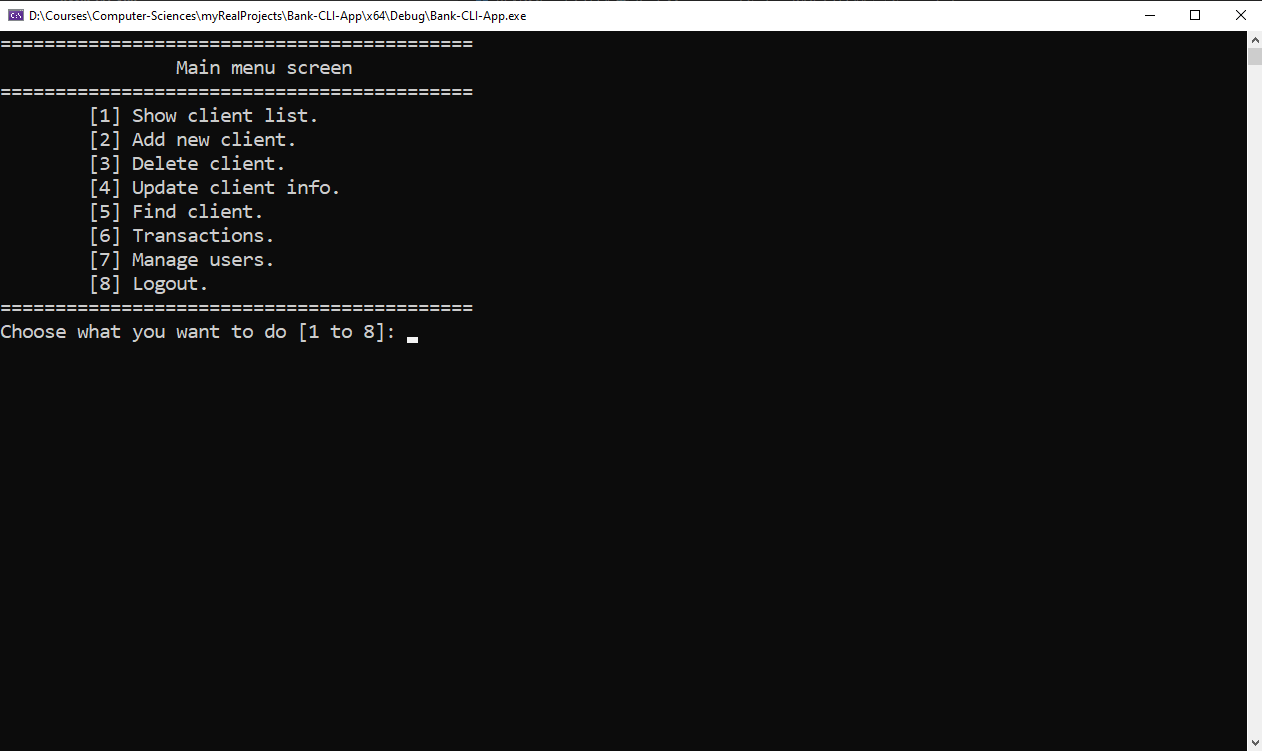 D:\Courses\Computer-Sciences\myRealProjects\Bank-CLI-App\x64\Debug\Bank-CLI-App.exe
===========================================
Main menu screen
===========================================
[1] Show client list.
[2] Add new client.
[3] Delete client.
[4] Update client info.
[5] Find client.
[6] Transactions.
[7] Manage users.
[8] Logout.
===========================================
Choose what you want to do [1 to 8]: